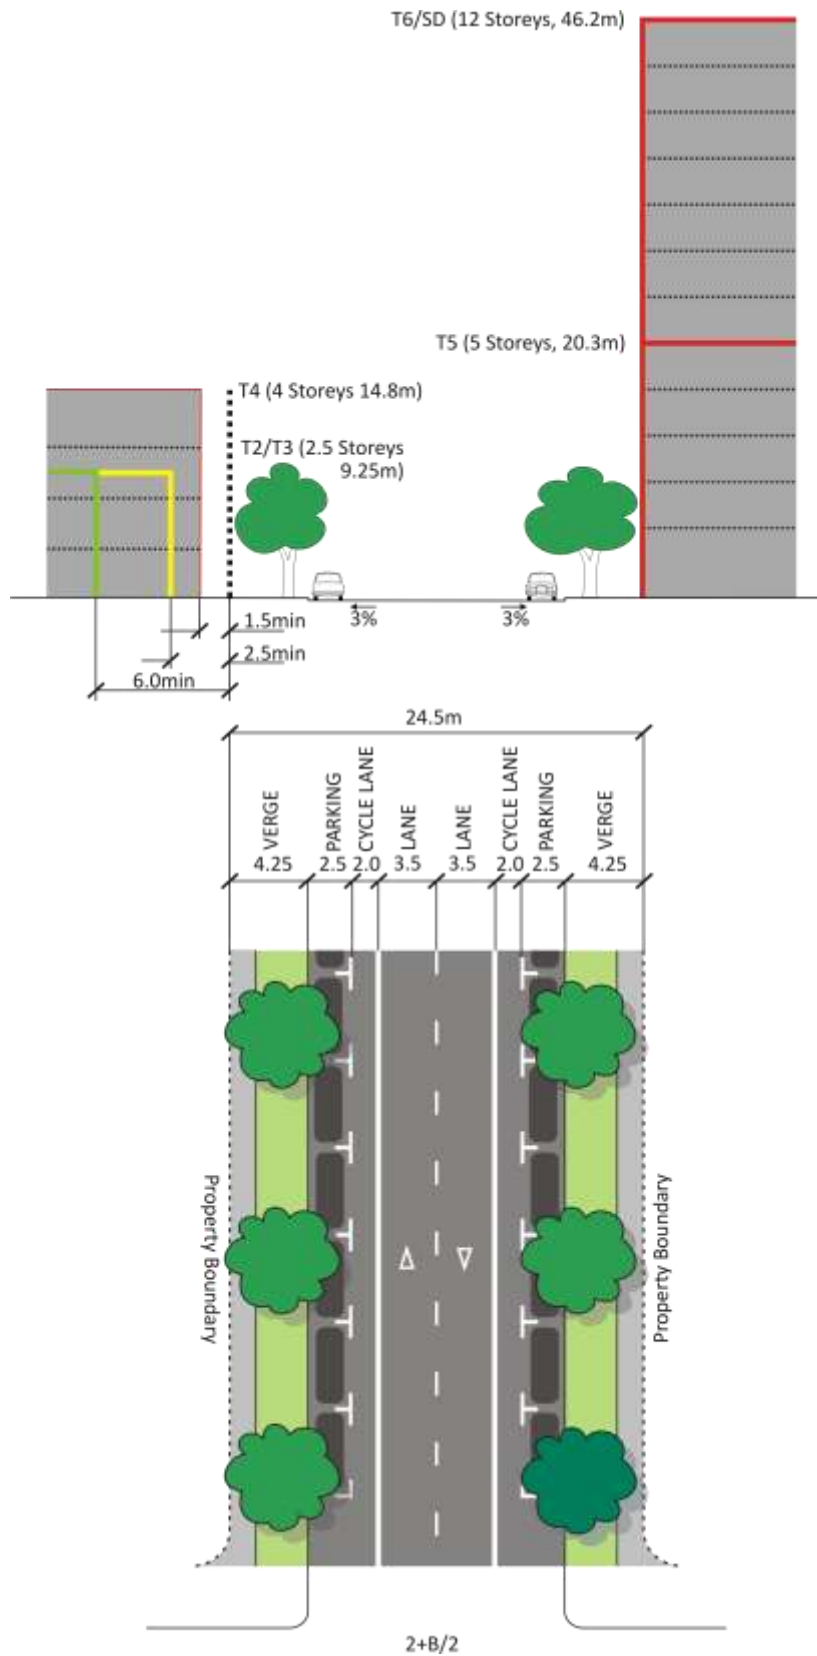 T6/SD (12 Storeys, 46.2m)
T5 (5 Storeys, 20.3m)
T4 (4 Storeys 14.8m)
T2/T3 (2.5 Storeys
9.25m)
3%
3%
1.5min
2.5min
6.0min
24.5m
VERGE
PARKING
CYCLE LANE
LANE
LANE
CYCLE LANE
PARKING
VERGE
4.25
2.5
2.0
3.5
3.5
2.0
2.5
4.25
Property Boundary
Property Boundary
2+B/2